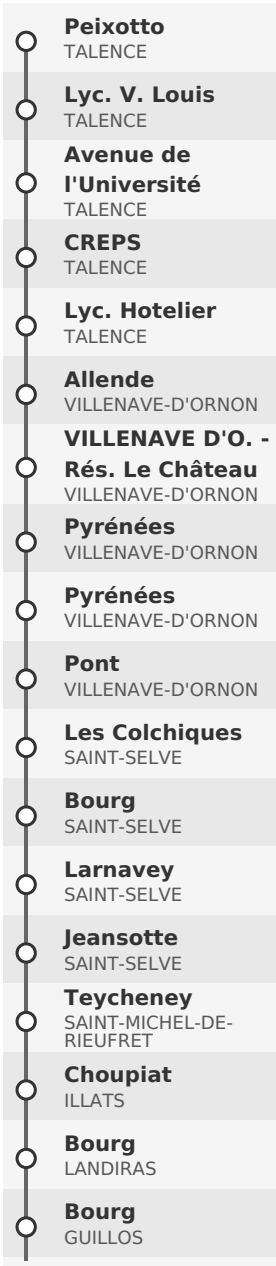 Peixotto
TALENCE
Lyc. V. Louis
TALENCE
Avenue de
l'Université
TALENCE
CREPS
TALENCE
Lyc. Hotelier
TALENCE
Allende
VILLENAVE-D'ORNON
VILLENAVE D'O. -
Rés. Le Château
VILLENAVE-D'ORNON
Pyrénées
VILLENAVE-D'ORNON
Pyrénées
VILLENAVE-D'ORNON
Pont
VILLENAVE-D'ORNON
Les Colchiques
SAINT-SELVE
Bourg
SAINT-SELVE
Larnavey
SAINT-SELVE
Jeansotte
SAINT-SELVE
Teycheney
SAINT-MICHEL-DE-
RIEUFRET
Choupiat
ILLATS
Bourg
LANDIRAS
Bourg
GUILLOS